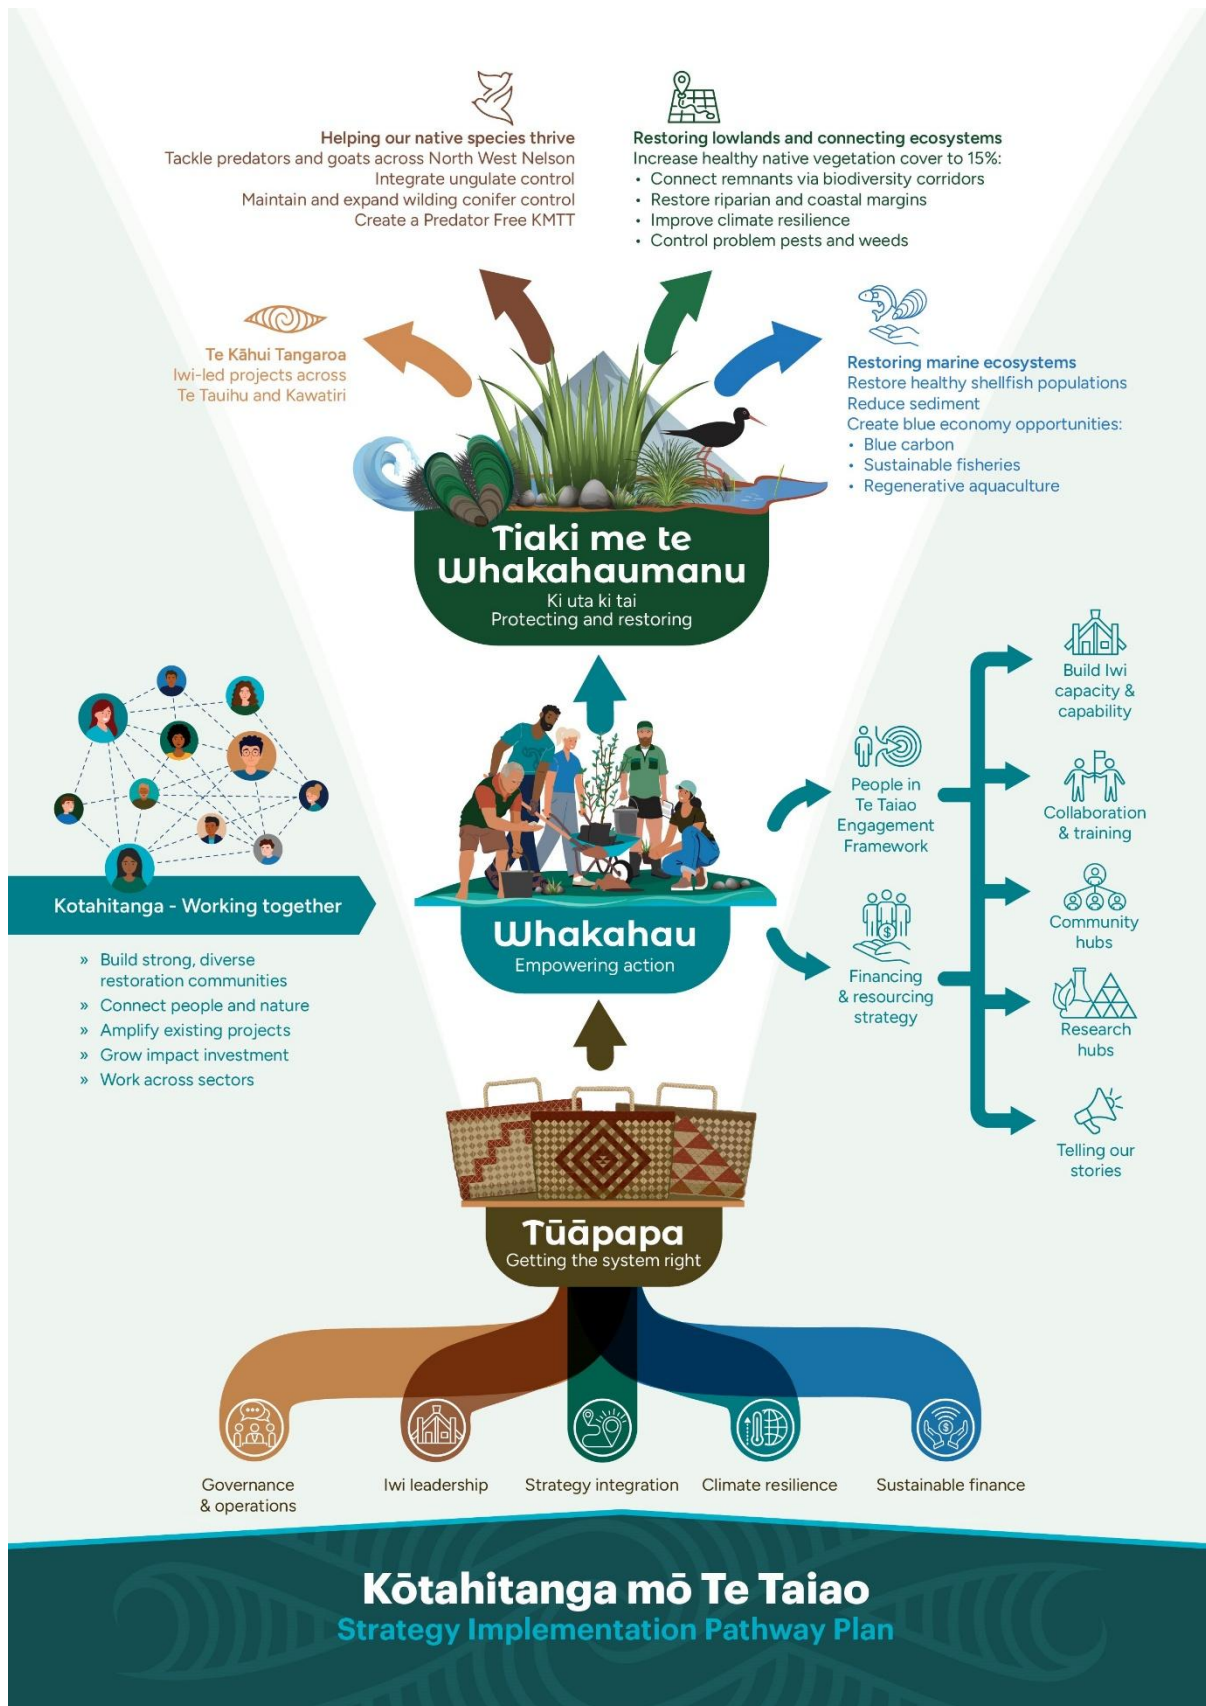 Helping our native species thrive
Tackle predators and goats across North West Nelson
Integrate ungulate control
Maintain and expand wilding conifer control
Create a Predator Free KMTT
Restoring lowlands and connecting ecosystems
Increase healthy native vegetation cover to 15%:
• Connect remnants via biodiversity corridors
• Restore riparian and coastal margins
• Improve climate resilience
• Control problem pests and weeds
Te Kāhui Tangaroa
Iwi-led projects across
Te Tauihu and Kawatiri
Restoring marine ecosystems
Restore healthy shellfish populations
Reduce sediment
Create blue economy opportunities:
• Blue carbon
• Sustainable fisheries
• Regenerative aquaculture
Tiaki me te
Whakahaumanu
Ki uta ki tai
Protecting and restoring
Kotahitanga - Working together
» Build strong, diverse
restoration communities
» Connect people and nature
» Amplify existing projects
» Grow impact investment
» Work across sectors
Whakahau
Empowering action
People in
Te Taiao
Engagement
Framework
Financing
& resourcing
strategy
Build Iwi
capacity &
capability
Collaboration
& training
Community
hubs
Research
hubs
Telling our
stories
Tūāpapa
Getting the system right
Governance
& operations
Iwi leadership
Strategy integration
Climate resilience
Sustainable finance
Kōtahitanga mō Te Taiao
Strategy Implementation Pathway Plan